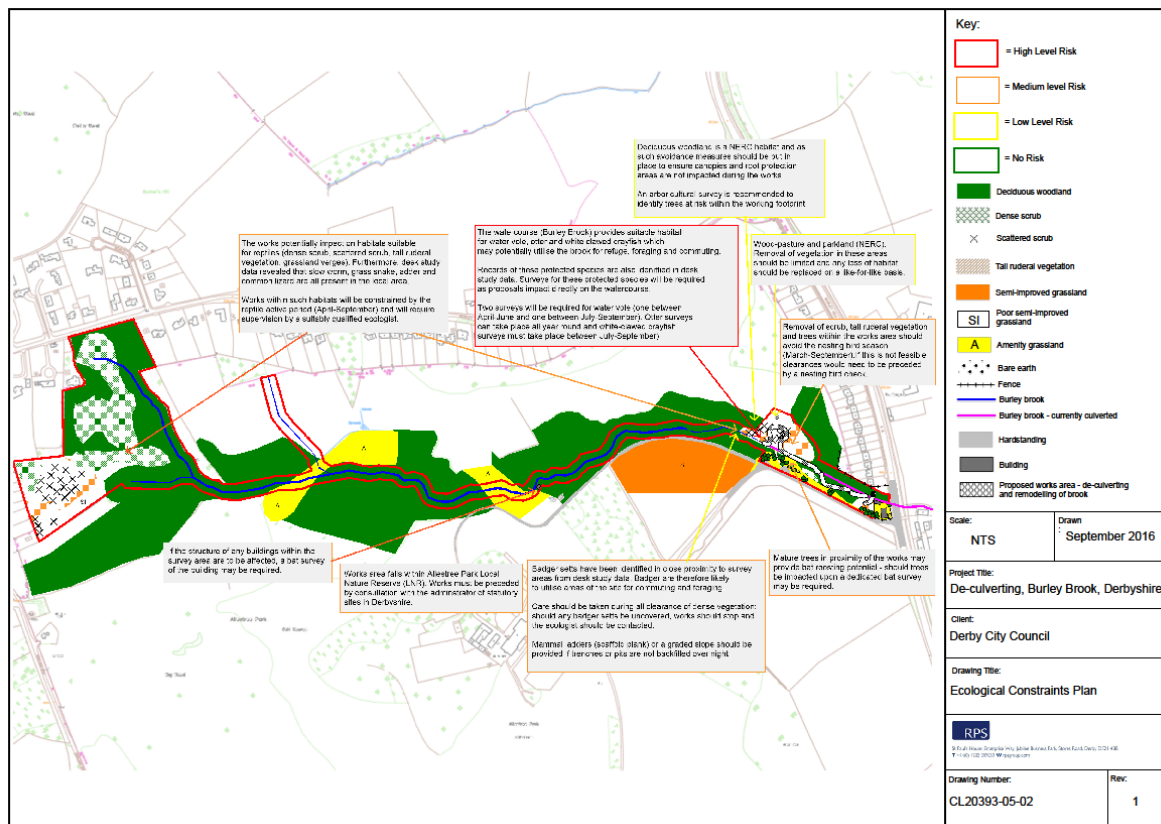 Deciduous woodland is a NERC habitat and as
such avoidance measures should be put in
place to ensure canopies and root protection
areas are not impacted during the works
An arboricultural survey is recommended to
identify trees at risk within the working footprint
The works potentially impact on habitats suitable
for reptiles (dense scrub, scattered scrub, tall ruderal
vegetation, grassland verges). Furthermore, desk study
data revealed that slow worm, grass snake, adder and
common lizard are all present in the local area.
Works within such habitats will be constrained by the
reptile active period (April-September) and will require
supervision by a suitably qualified ecologist.
The watercourse (Burley Brook) provides suitable habitat
for water vole, otter and white clawed crayfish which
may potentially utilise the brook for refuge, foraging and commuting.
Records of these protected species are also identified in desk
study data. Surveys for these protected species will be required
as proposals impact directly on the watercourse.
Two surveys will be required for water vole (one between
April-June and one between July-September). Otter surveys
can take place all year round and white-clawed crayfish
surveys must take place between July-September)
Wood-pasture and parkland (NERC).
Removal of vegetation in these areas
should be limited and any loss of habitat
should be replaced on a like-for-like basis.
Removal of scrub, tall ruderal vegetation
and trees within the works area should
avoid the nesting bird season
(March-September). If this is not feasible
clearances would need to be preceded
by a nesting bird check.
A
A
A
SI
If the structure of any buildings within the
survey area are to be affected, a bat survey
of the building may be required.
Works area falls within Allestree Park Local
Nature Reserve (LNR). Works must be preceded
by consultation with the administrator of statutory
sites in Derbyshire.
Badger setts have been identified in close proximity to survey
areas from desk study data. Badger are therefore likely
to utilise areas of the site for commuting and foraging.
Care should be taken during all clearance of dense vegetation:
should any badger setts be uncovered, works should stop and
the ecologist should be contacted.
Mammal ladders (scaffold plank) or a graded slope should be
provided if trenches or pits are not backfilled over night
Mature trees in proximity of the works may
provide bat roosting potential - should trees
be impacted upon a dedicated bat survey
may be required.
Allestree Park
Key:
= High Level Risk
= Medium level Risk
= Low Level Risk
= No Risk
Deciduous woodland
Dense scrub
Scattered scrub
Tall ruderal vegetation
Semi-improved grassland
SI Poor semi-improved
grassland
A Amenity grassland
Bare earth
Fence
Burley brook
Burley brook - currently culverted
Hardstanding
Building
Proposed works area - de-culverting
and remodelling of brook
Scale:
NTS
Drawn
:
September 2016
Project Title:
De-culverting, Burley Brook, Derbyshire
Client:
Derby City Council
Drawing Title:
Ecological Constraints Plan
RPS
Drawing Number:
CL20393-05-02
Rev:
1